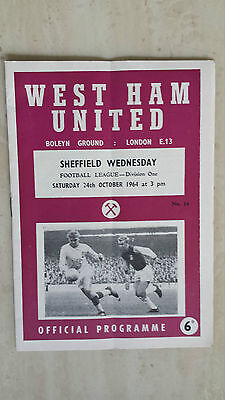 WEST HAM
UNITED
BOLEYN GROUND : LONDON E.13
SHEFFIELD WEDNESDAY
FOOTBALL LEAGUE—Division One
SATURDAY 24th OCTOBER 1964 at 3 pm
No.
OFFICIAL PROGRAMME
6D